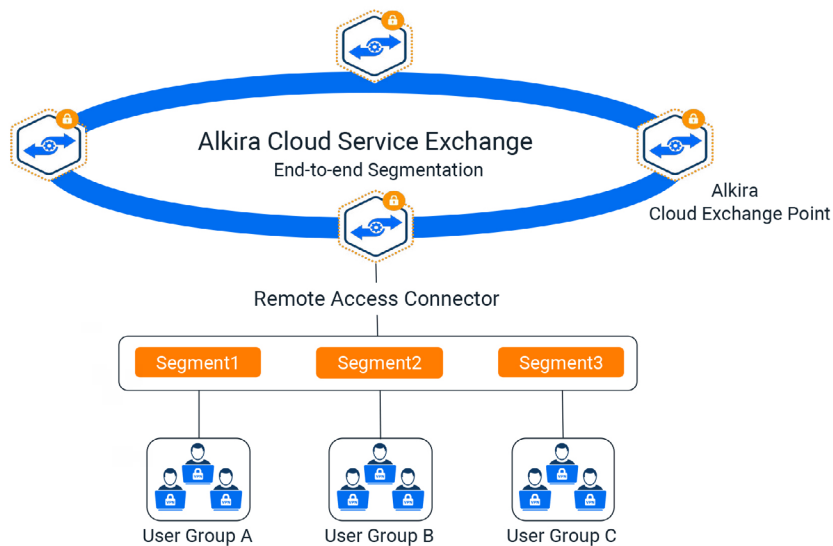 Alkira Cloud Service Exchange
End-to-end Segmentation
Alkira
Cloud Exchange Point
Remote Access Connector
Segment1
Segment2
Segment3
User Group A
User Group B
User Group C